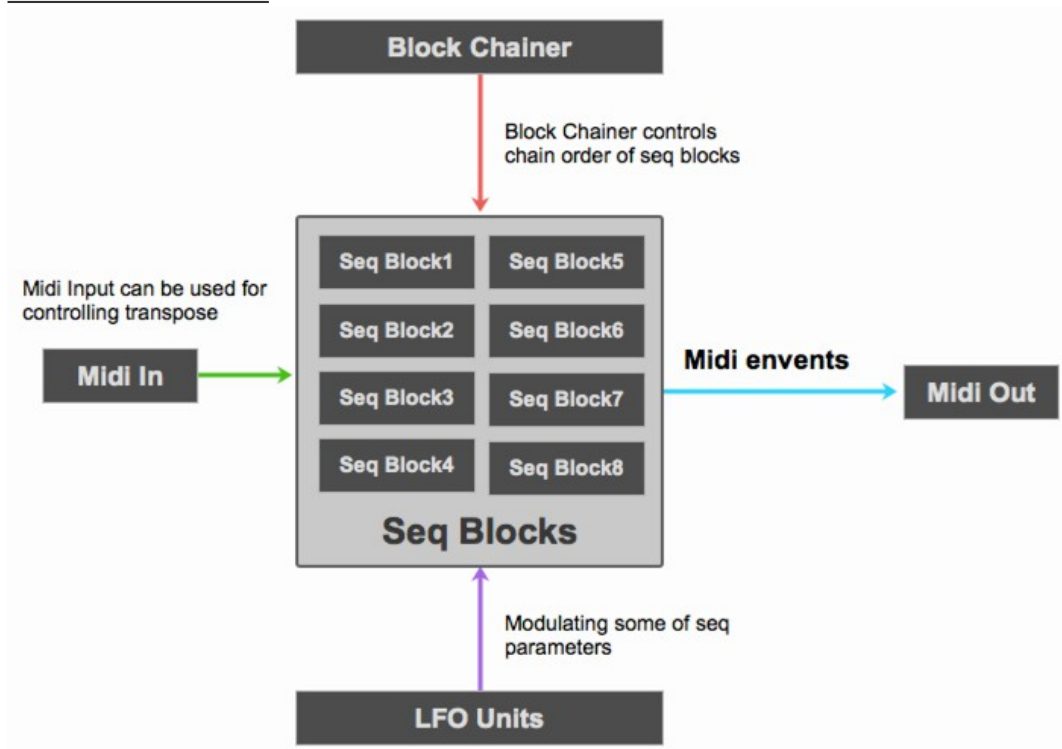 Block Chainer
Block Chainer controls
chain order of seq blocks
Seq Block1
Seq Block5
Midi Input can be used for
controlling transpose
Seq Block2
Seq Block6
Midi In
Midi envents
Seq Block3
Seq Block7
Midi Out
Seq Block4
Seq Block8
Seq Blocks
Modulating some of seq
parameters
LFO Units